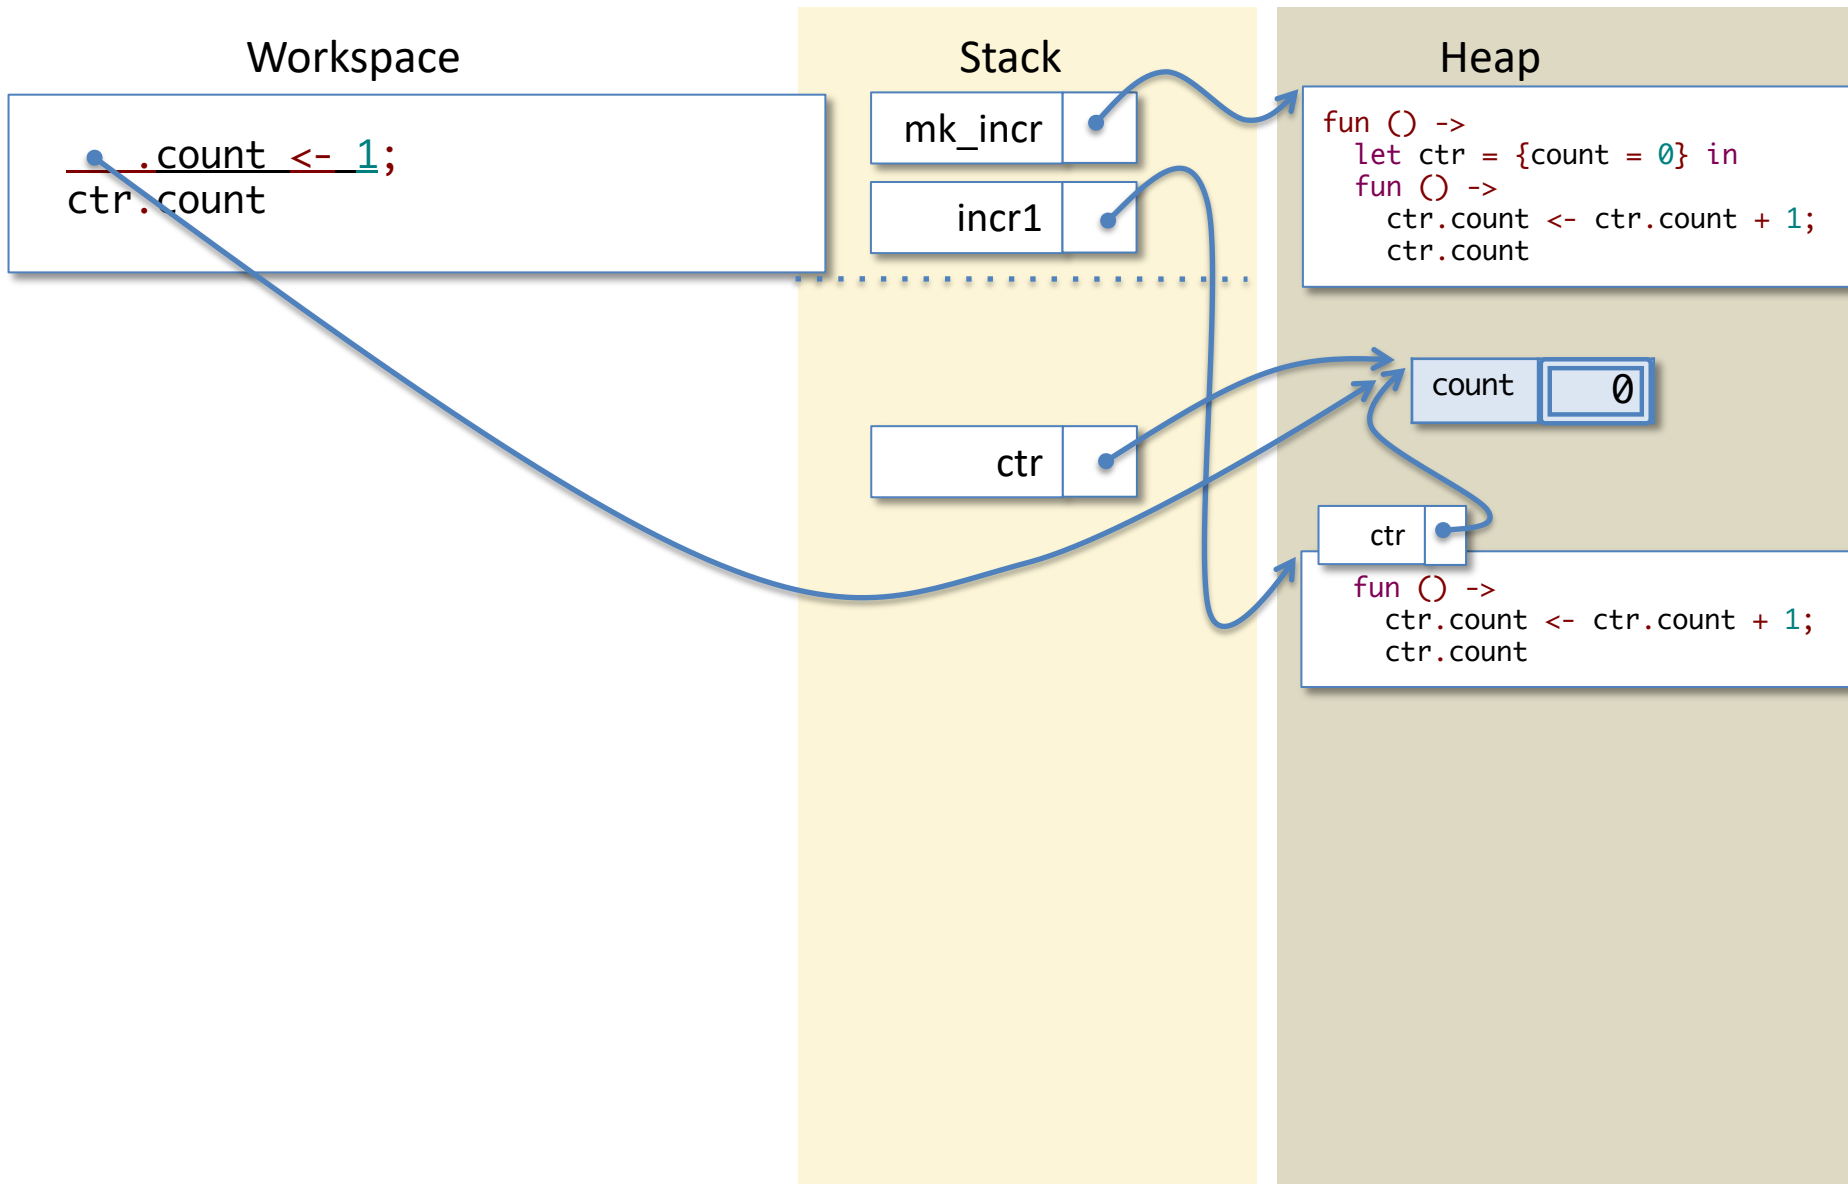 Workspace
.count <- 1;
ctr.count
Stack
mk_incr
incr1
ctr
Heap
fun () ->
let ctr = {count = 0} in
fun () ->
ctr.count <- ctr.count + 1;
ctr.count
count 0
ctr
fun () ->
ctr.count <- ctr.count + 1;
ctr.count